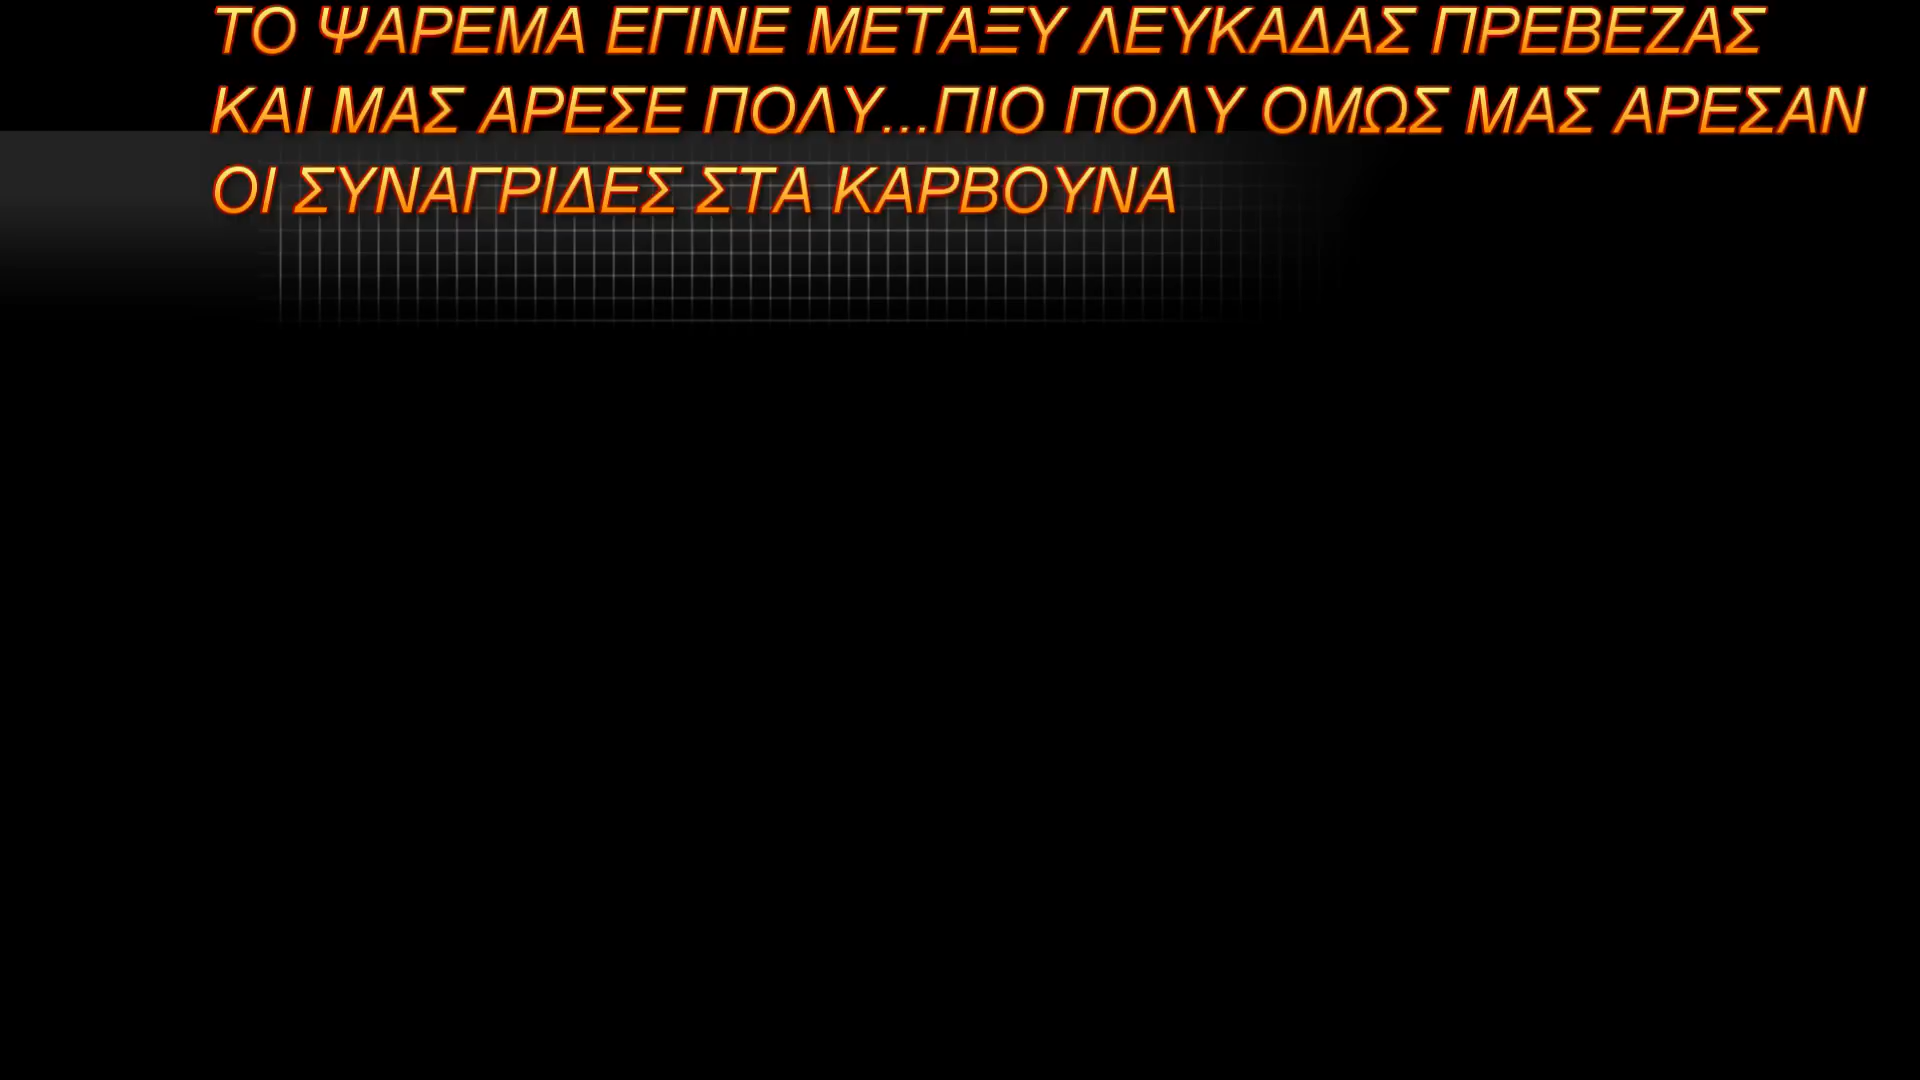 ΤΟ ΨΑΡΕΜΑ ΕΓΙΝΕ ΜΕΤΑΞΥ ΛΕΥΚΑΔΑΣ ΠΡΕΒΕΖΑΣ
ΚΑΙ ΜΑΣ ΑΡΕΣΕ ΠΟΛΥ...ΠΙΟ ΠΟΛΥ ΟΜΩΣ ΜΑΣ ΑΡΕΣΑΝ
ΟΙ ΣΥΝΑΓΡΙΔΕΣ ΣΤΑ ΚΑΡΒΟΥΝΑ